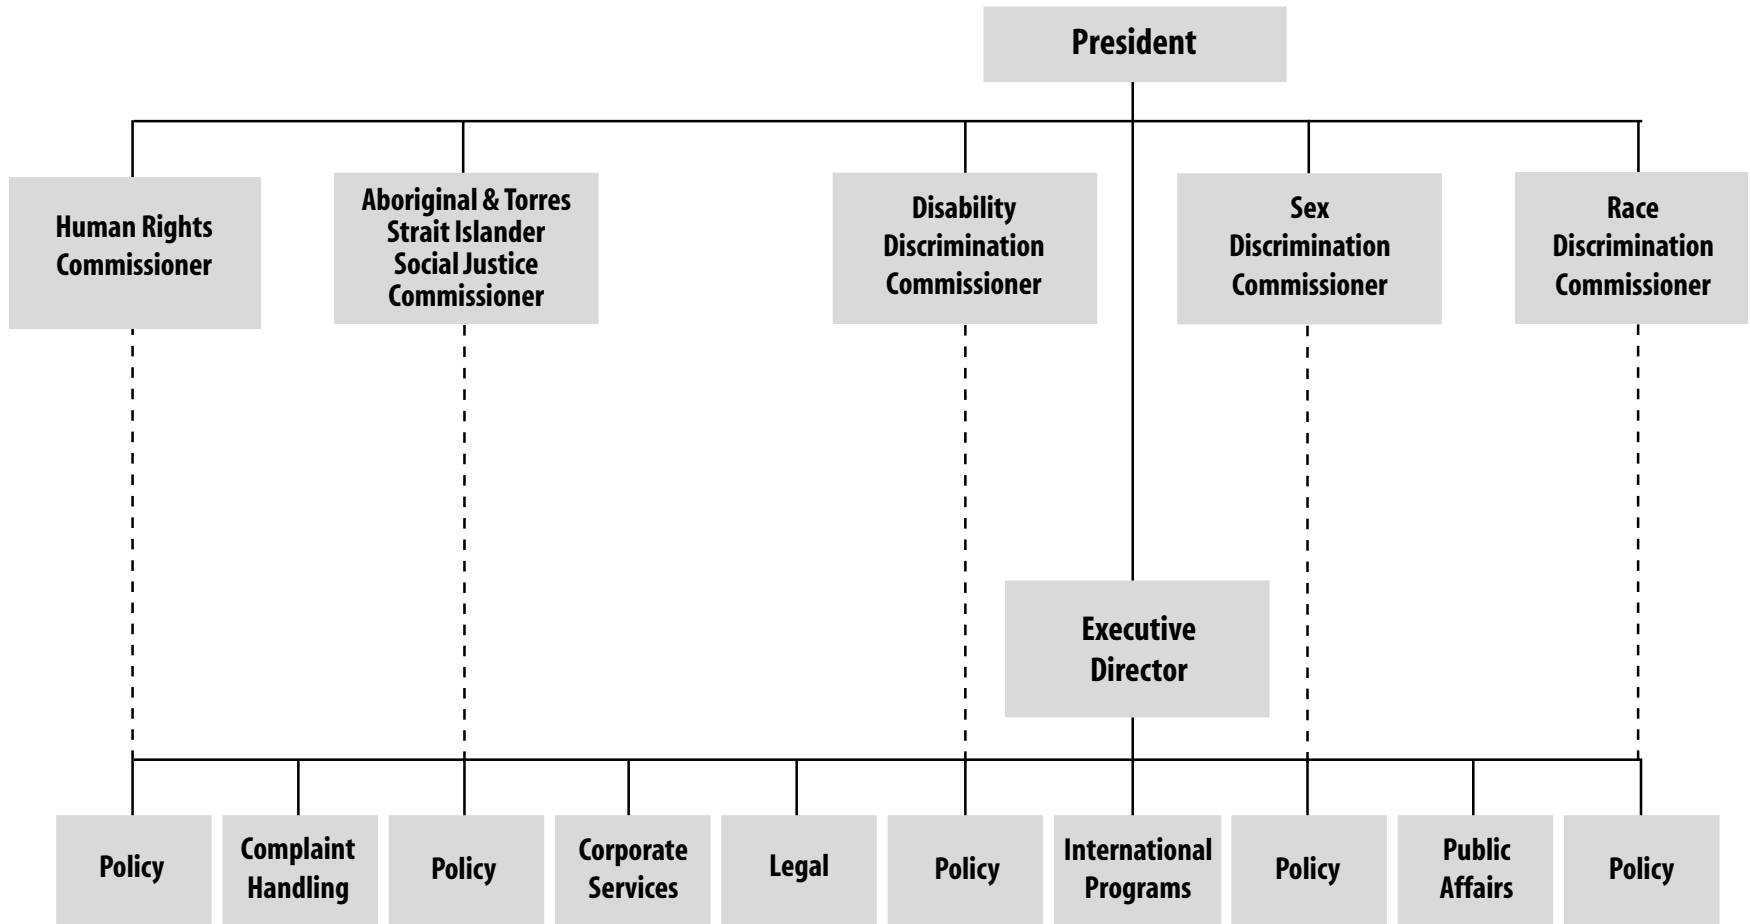 President
Human Rights
Commissioner
Aboriginal & Torres
Strait Islander
Social Justice
Commissioner
Disability
Discrimination
Commissioner
Sex
Discrimination
Commissioner
Race
Discrimination
Commissioner
Executive
Director
Policy
Complaint
Handling
Policy
Corporate
Services
Legal
Policy
International
Programs
Policy
Public
Affairs
Policy